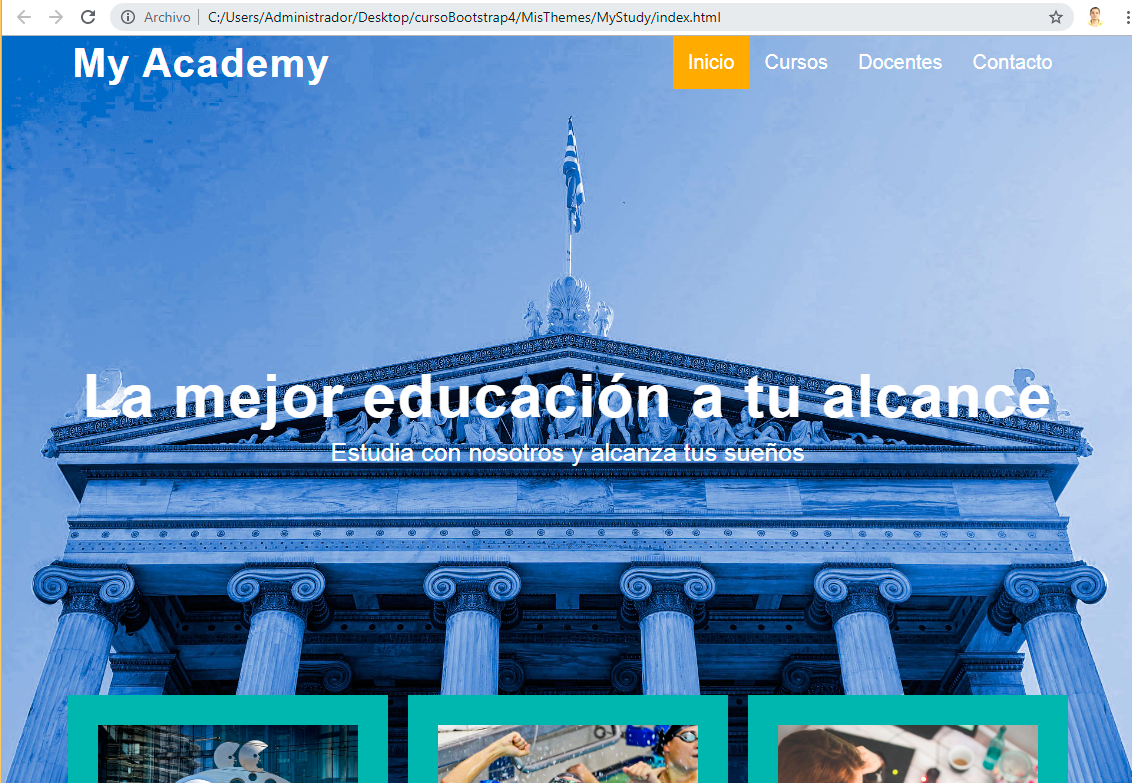 Archivo C:/Users/Administrador/Desktop/cursoBootstrap4/MisThemes/MyStudy/index.html
My Academy Inicio Cursos Docentes Contacto
La mejor educación a tu alcance
Estudia con nosotros y alcanza tus sueños